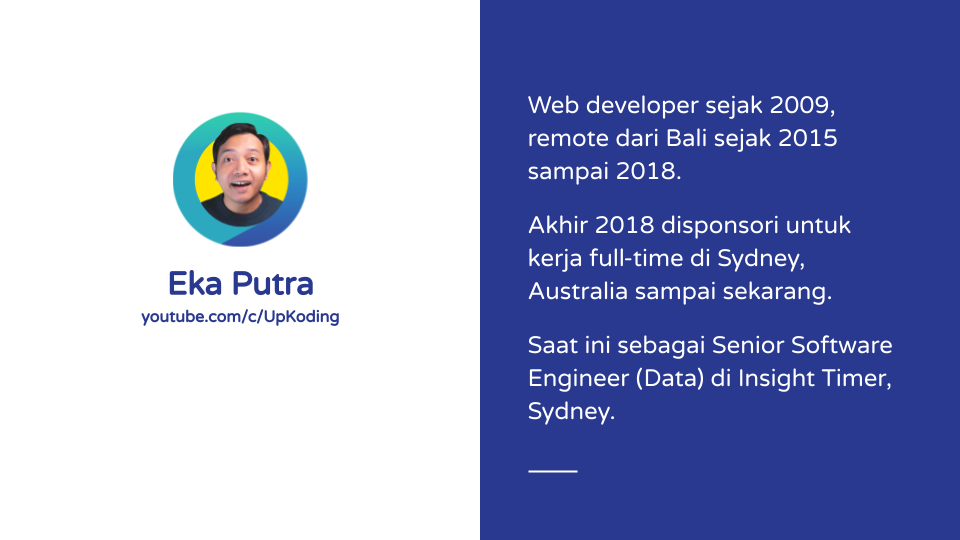 Eka Putra
youtube.com/c/UpKoding
Web developer sejak 2009,
remote dari Bali sejak 2015
sampai 2018.
Akhir 2018 disponsori untuk
kerja full-time di Sydney,
Australia sampai sekarang.
Saat ini sebagai Senior Software
Engineer (Data) di Insight Timer,
Sydney.